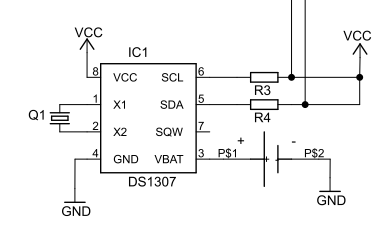 VCC
VCC
IC1
8 VCC SCL 6
R3
1 X1 SDA 5
Q1
R4
2 X2 SQW 7
+ -
4 GND VBAT 3 P$1 + P$2
DS1307
GND
GND